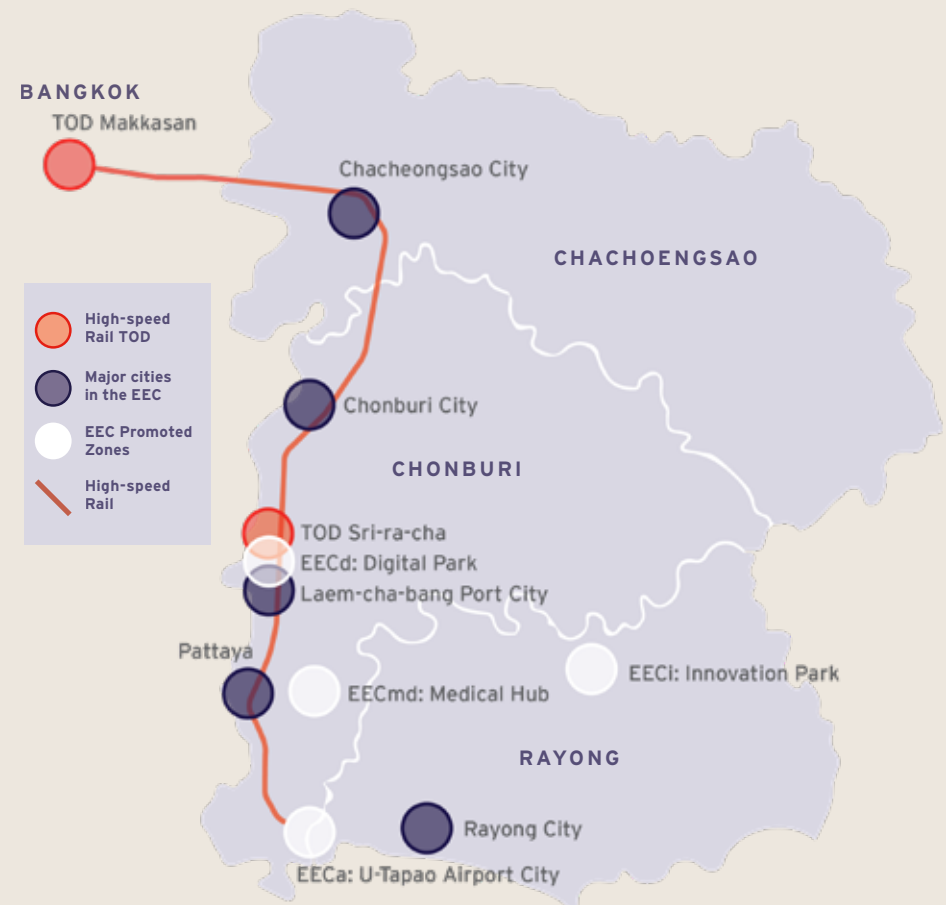 BANGKOK
TOD Makkasan
Chacheongsao City
CHACHOENGSAO
High-speed
Rail TOD
Major cities
in the EEC
EEC Promoted
Zones
High-speed
Rail
Chonburi City
CHONBURI
TOD Sri-ra-cha
EECd: Digital Park
Laem-cha-bang Port City
Pattaya
EECmd: Medical Hub
EECi: Innovation Park
RAYONG
Rayong City
EECa: U-Tapao Airport City